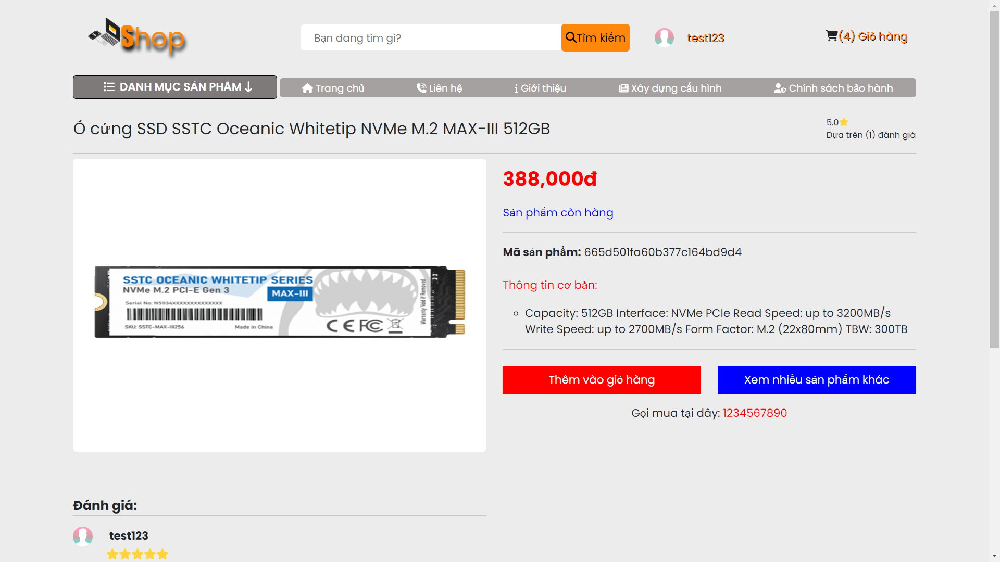 Shop
Bạn đang tìm gì?
Tìm kiếm
test123
(4) Giỏ hàng
DANH MỤC SẢN PHẨM
Trang chủ
Liên hệ
Giới thiệu
Xây dựng cấu hình
Chính sách bảo hành
Ổ cứng SSD SSTC Oceanic Whitetip NVMe M.2 MAX-III 512GB
5.0
Dựa trên (1) đánh giá
388,000đ
Sản phẩm còn hàng
Mã sản phẩm: 665d501fa60b377c164bd9d4
Thông tin cơ bản:
Capacity: 512GB Interface: NVMe PCIe Read Speed: up to 3200MB/s
Write Speed: up to 2700MB/s Form Factor: M.2 (22x80mm) TBW: 300TB
SSTC OCEANIC WHITETIP SERIES
NVMe M.2 PCI-E Gen 3
MAX-III
Serial No: N51134XXXXXXXXXXXXXXX
SKU: SSTC-MAX-III256
Made in China
CE FC
Warranty Void if Removed
Thêm vào giỏ hàng
Xem nhiều sản phẩm khác
Gọi mua tại đây: 1234567890
Đánh giá:
test123